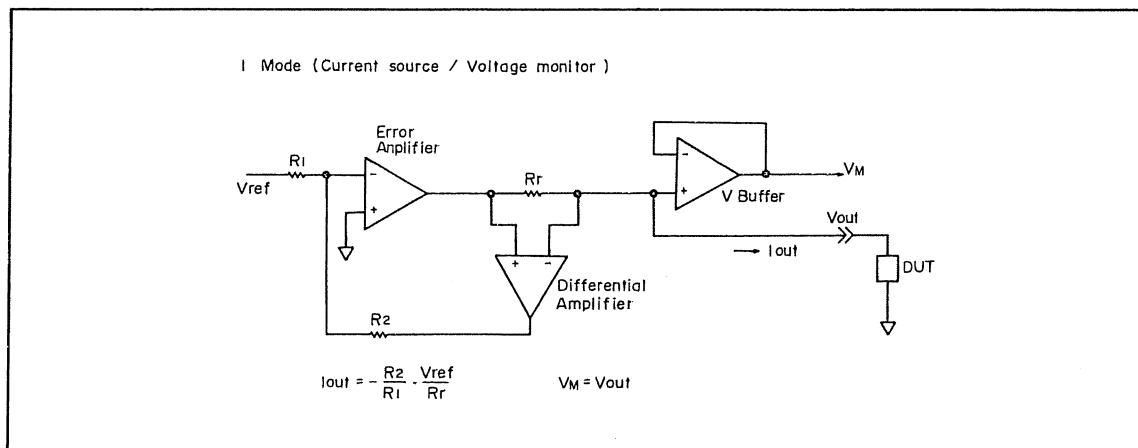 I Mode (Current source / Voltage monitor)
Error
Anplifier
R1
Vref
-
+
Rr
-
+
V Buffer
VM
Vout
Iout
DUT
+ -
Differential
Amplifier
R2
Iout = - R2/R1 · Vref/Rr
VM = Vout